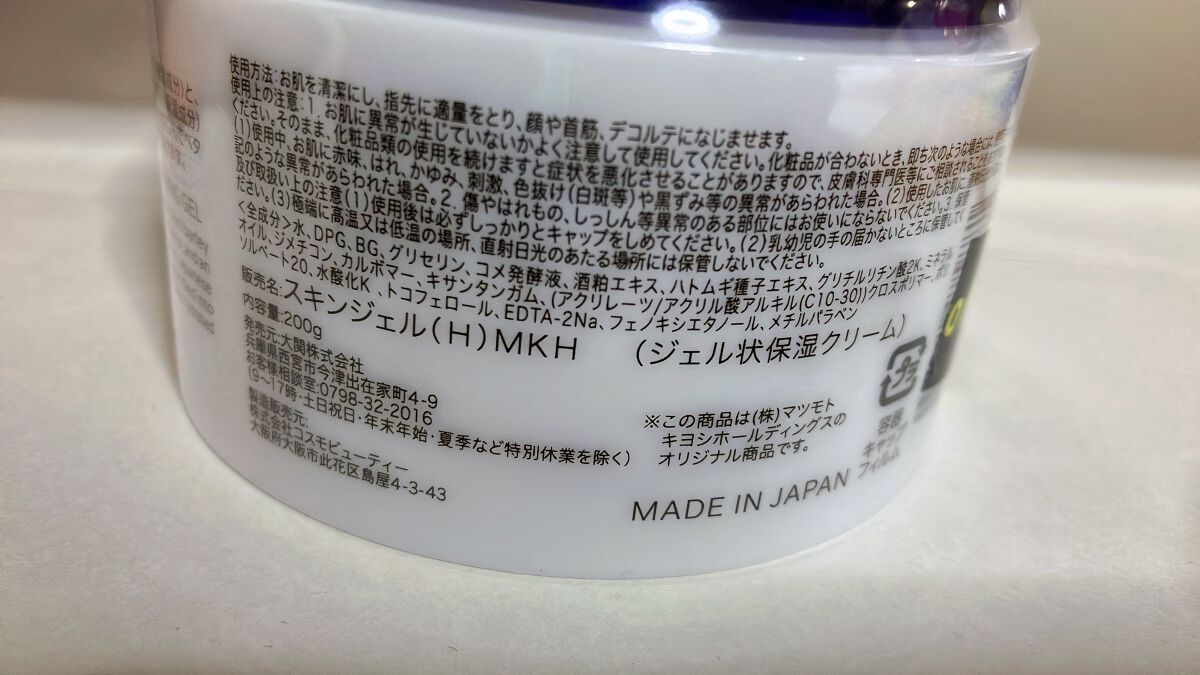 使用方法:お肌を清潔にし、指先に適量をとり、顔や首筋、デコルテになじませます。
使用上の注意:1.お肌に異常が生じていないかよく注意して使用してください。化粧品が合わないとき、即ち次のような場合には、使用
ください。そのまま、化粧品類の使用を続けますと症状を悪化させることがありますので、皮膚科専門医等にご相談されること
(1)使用中、お肌に赤味、はれ、かゆみ、刺激、色抜け(白斑等)や黒ずみ等の異常があらわれた場合。(2)使用したお肌に、直射日光
記のような異常があらわれた場合。2.傷やはれもの、しっしん等異常のある部位にはお使いにならないでください。3.保管
及び取扱い上の注意(1)使用後は必ずしっかりとキャップをしめてください。(2)乳幼児の手の届かないところに保管して
ださい。(3)極端に高温又は低温の場所、直射日光のあたる場所には保管しないでください。
<全成分>水、DPG、BG、グリセリン、コメ発酵液、酒粕エキス、ハトムギ種子エキス、グリチルリチン酸2K、ミネラル
オイル、ジメチコン、カルボマー、キサンタンガム、(アクリレーツ/アクリル酸アルキル(C10-30))クロスポリマー、ポリ
ソルベート20、水酸化K、トコフェロール、EDTA-2Na、フェノキシエタノール、メチルパラベン
販売名:スキンジェル(H)MKH (ジェル状保湿クリーム)
内容量:200g
発売元:大関株式会社
兵庫県西宮市今津出在家町4-9
お客様相談室:0798-32-2016
(9~17時・土日祝日・年末年始・夏季など特別休業を除く)
製造販売元:
株式会社コスモビューティー
大阪府大阪市此花区島屋4-3-43
※この商品は(株)マツモト
キヨシホールディングスの
オリジナル商品です。
MADE IN JAPAN
プラ
容器
キャップ
フィルム
GEL